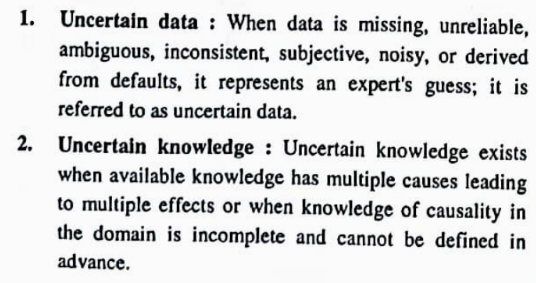 1. Uncertain data : When data is missing, unreliable,
ambiguous, inconsistent, subjective, noisy, or derived
from defaults, it represents an expert's guess; it is
referred to as uncertain data.
2. Uncertain knowledge : Uncertain knowledge exists
when available knowledge has multiple causes leading
to multiple effects or when knowledge of causality in
the domain is incomplete and cannot be defined in
advance.